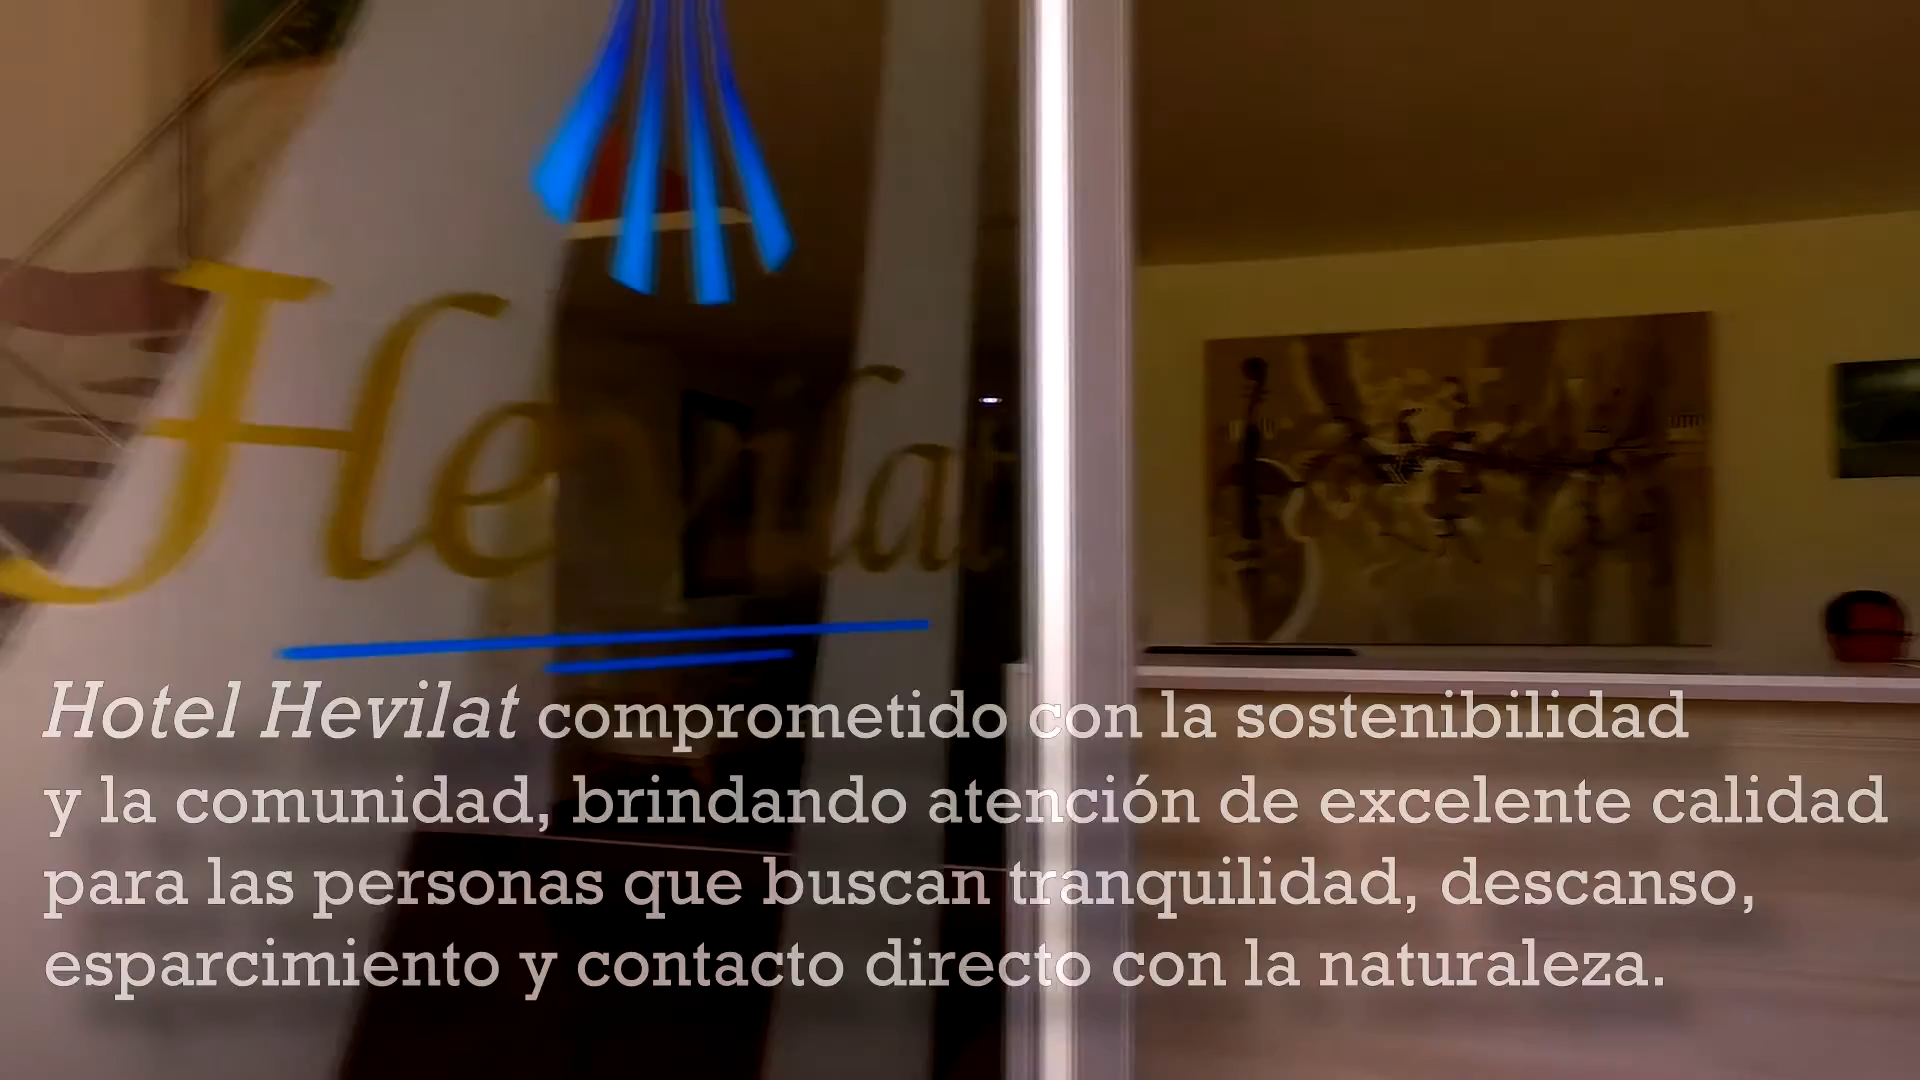 Hevilat
Hotel Hevilat comprometido con la sostenibilidad
y la comunidad, brindando atención de excelente calidad
para las personas que buscan tranquilidad, descanso,
esparcimiento y contacto directo con la naturaleza.